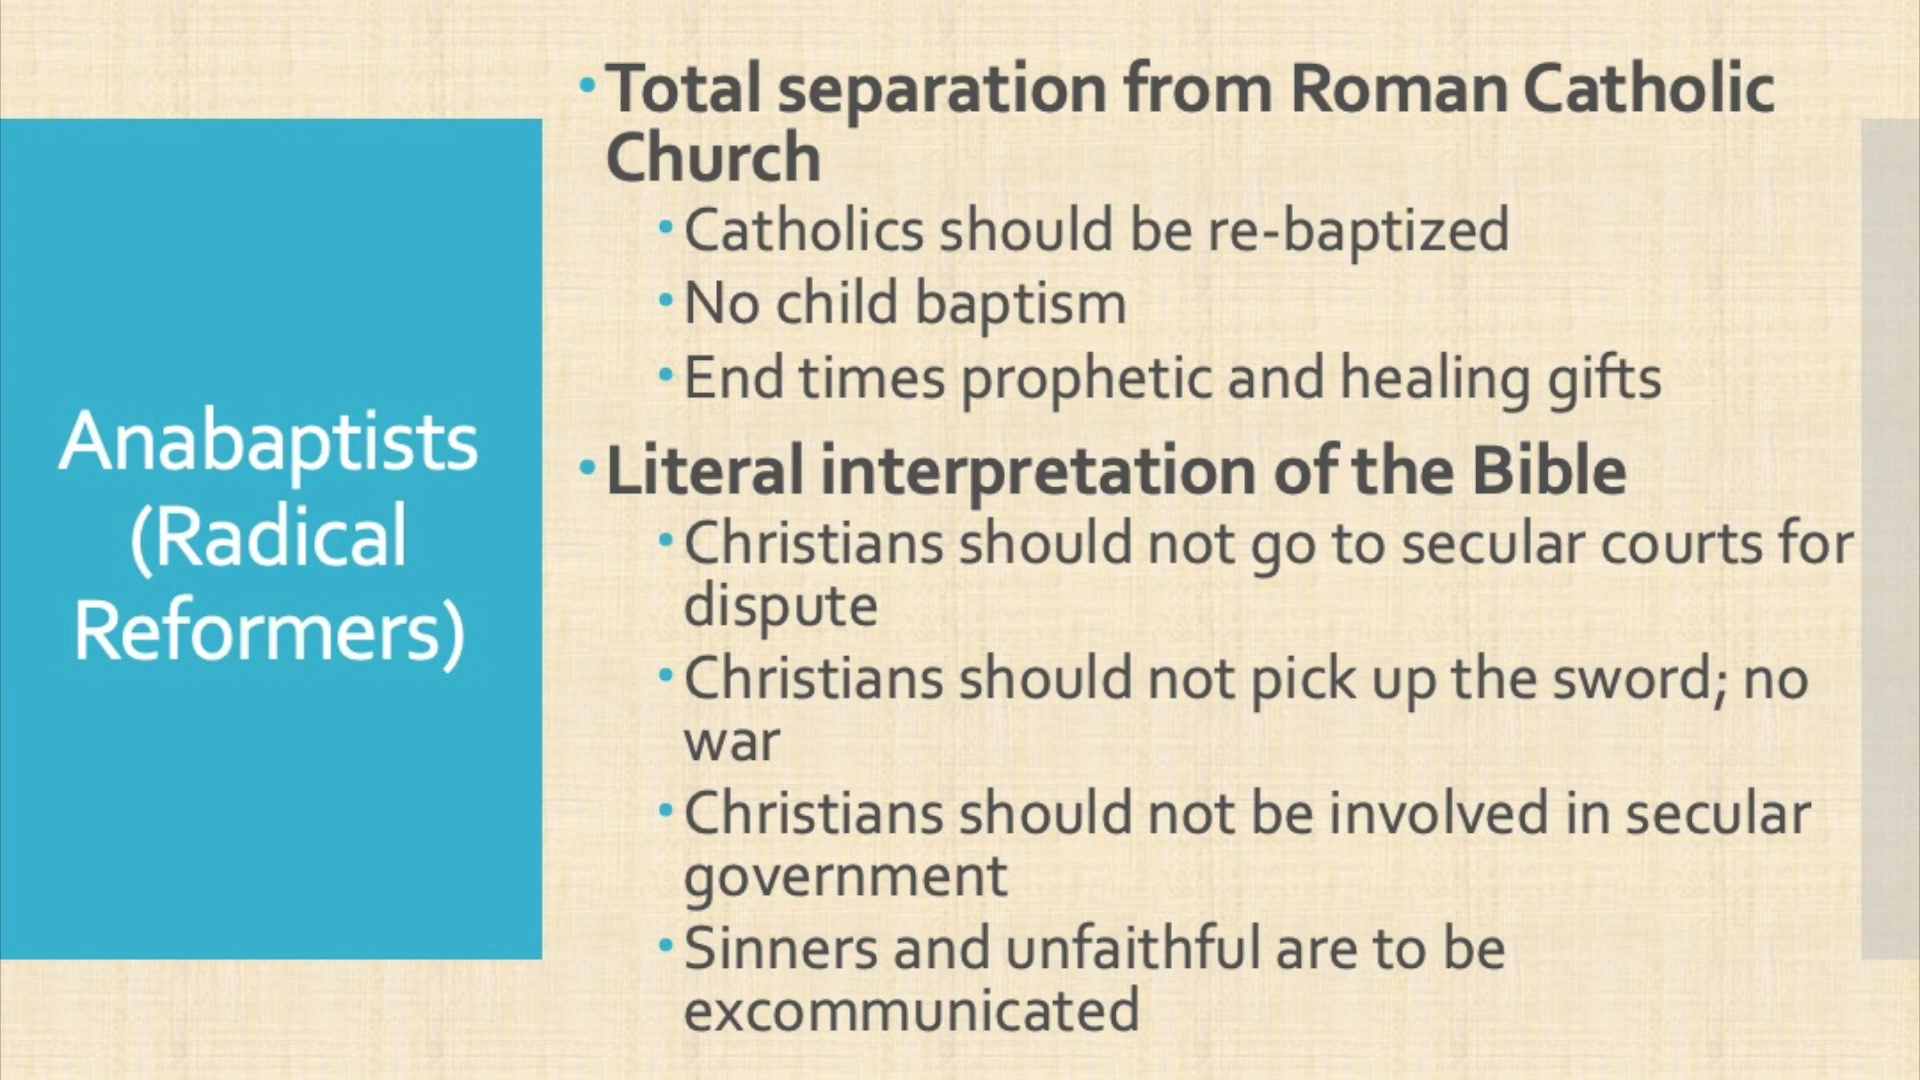 Anabaptists
(Radical
Reformers)
• Total separation from Roman Catholic
Church
• Catholics should be re-baptized
• No child baptism
• End times prophetic and healing gifts
• Literal interpretation of the Bible
• Christians should not go to secular courts for
dispute
• Christians should not pick up the sword; no
war
• Christians should not be involved in secular
government
• Sinners and unfaithful are to be
excommunicated